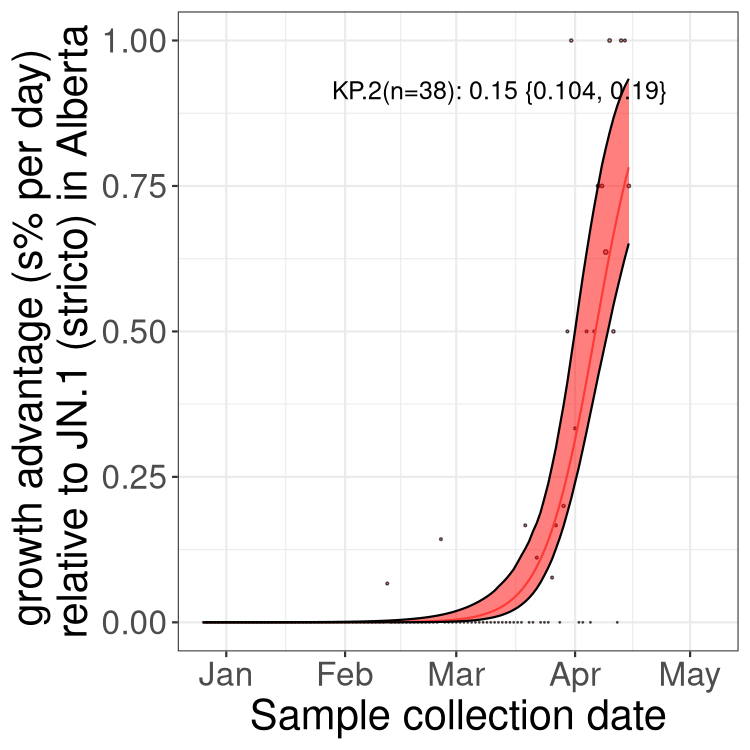 growth advantage (s% per day)
relative to JN.1 (stricto) in Alberta
1.00
0.75
0.50
0.25
0.00
KP.2(n=38): 0.15 {0.104, 0.19}
Jan Feb Mar Apr May
Sample collection date